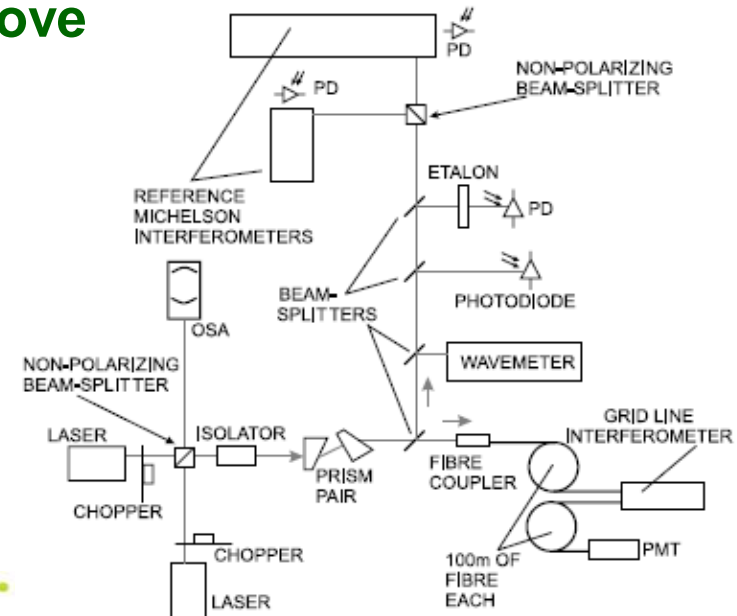 ove
PD
PD
NON-POLARIZING
BEAM-SPLITTER
ETALON
PD
REFERENCE
MICHELSON
INTERFEROMETERS
BEAM-
SPLITTERS
PHOTODIODE
OSA
NON-POLARIZING
BEAM-SPLITTER
WAVEMETER
LASER
ISOLATOR
GRID LINE
INTERFEROMETER
PRISM
PAIR
FIBRE
COUPLER
CHOPPER
CHOPPER
100m OF
FIBRE
EACH
PMT
LASER